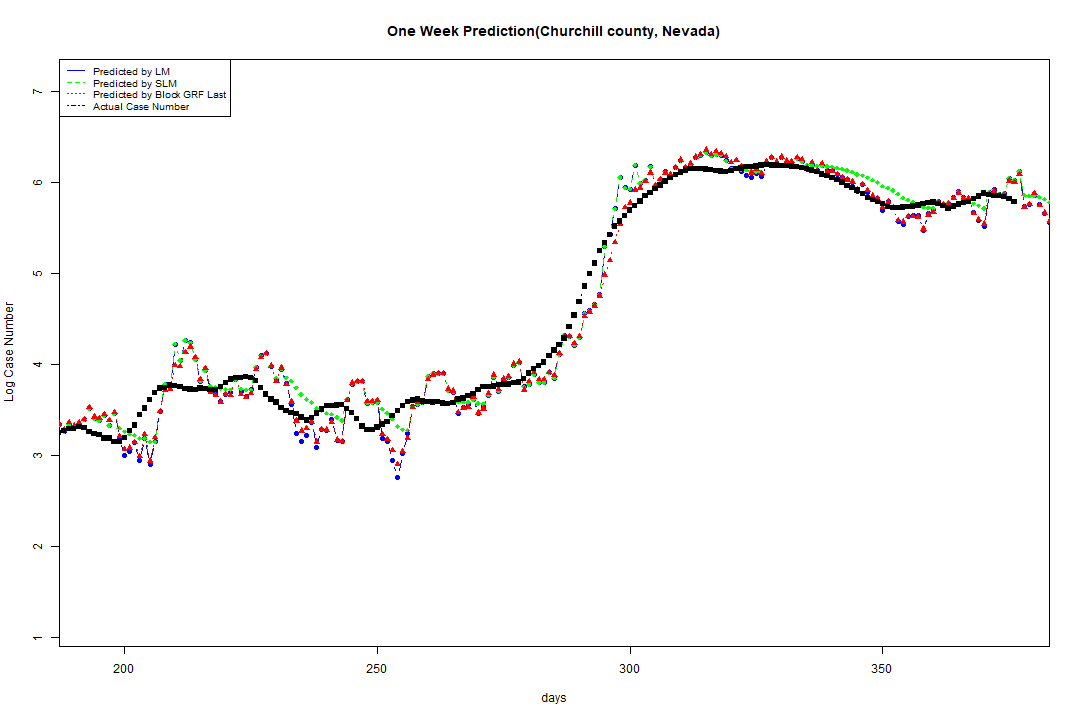 One Week Prediction(Churchill county, Nevada)
Predicted by LM
Predicted by SLM
Predicted by Block GRF Last
Actual Case Number
7
6
5
4
3
2
1
Log Case Number
200 250 300 350
days